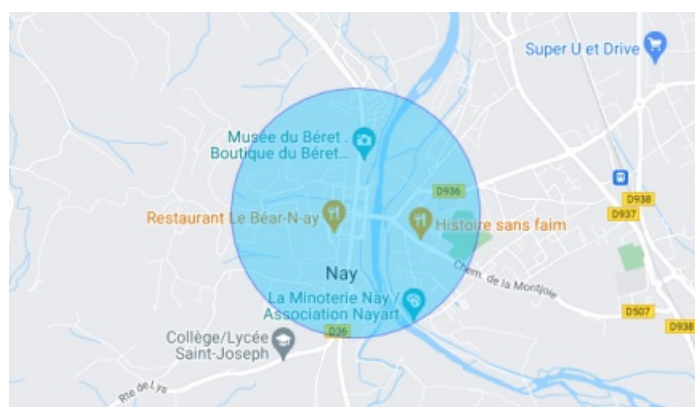 Super U et Drive
Musée du Béret .
Boutique du Béret...
D936
D938
D937
Restaurant Le Béar-N-ay
Histoire sans faim
Nay
Chem. de la Montjoie
La Minoterie Nay /
Association Nayart
D507
D36
D938
Collège/Lycée
Saint-Joseph
Rte de Lys